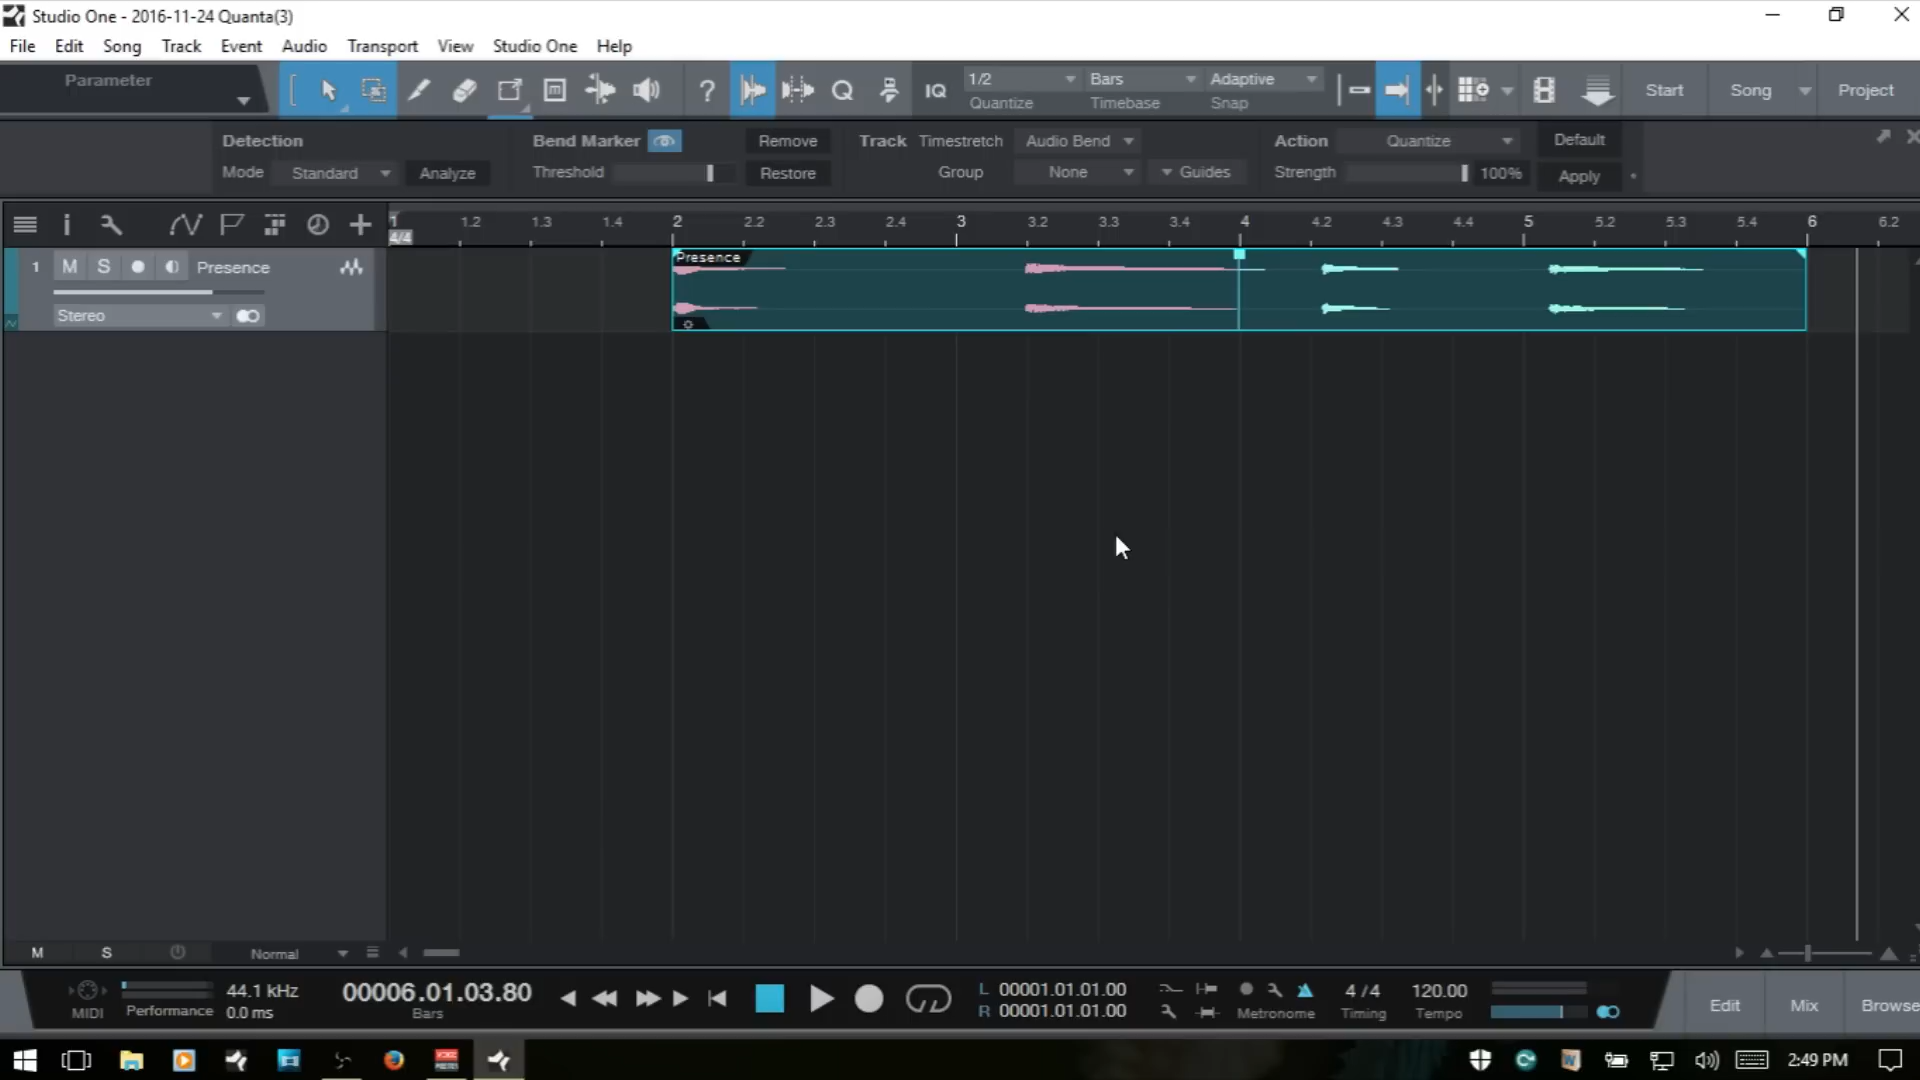 Studio One - 2016-11-24 Quanta(3)
File Edit Song Track Event Audio Transport View Studio One Help
Parameter
? Q IQ 1/2 Bars Adaptive Start Song Project
Quantize Timebase Snap
Detection Bend Marker Remove Track Timestretch Audio Bend Action Quantize Default
Mode Standard Analyze Threshold Restore Group None Guides Strength 100% Apply
1 1.2 1.3 1.4 2 2.2 2.3 2.4 3 3.2 3.3 3.4 4 4.2 4.3 4.4 5 5.2 5.3 5.4 6 6.2
4/4
1 M S Presence
Presence
Stereo
M S Normal
MIDI Performance 44.1 kHz
0.0 ms
00006.01.03.80
Bars
L 00001.01.01.00
R 00001.01.01.00
Metronome
4 / 4
Timing
120.00
Tempo
Edit Mix Browse
2:49 PM